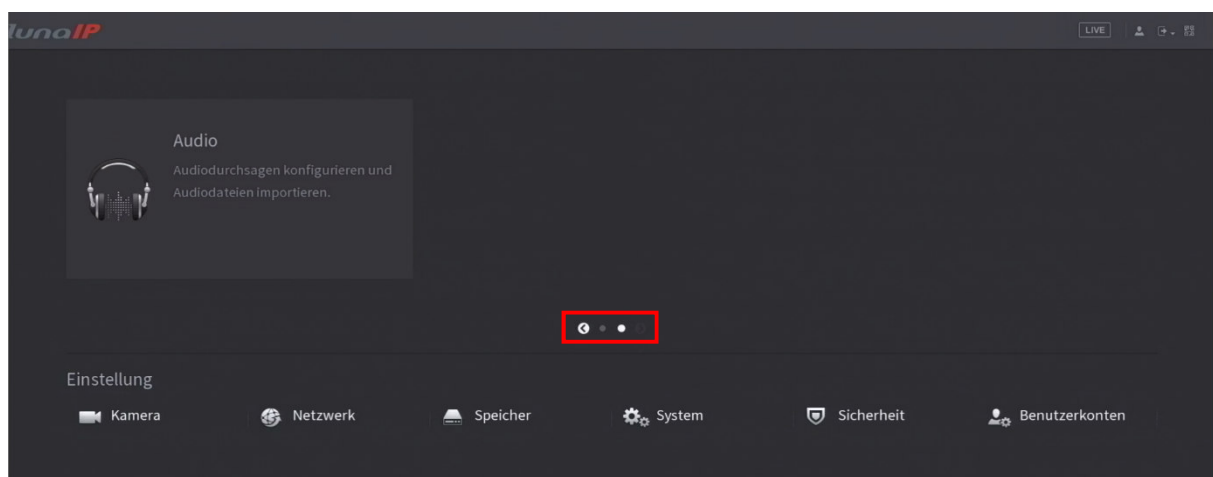 lunaIP
LIVE
Audio
Audiodurchsagen konfigurieren und
Audiodateien importieren.
Einstellung
Kamera
Netzwerk
Speicher
System
Sicherheit
Benutzerkonten